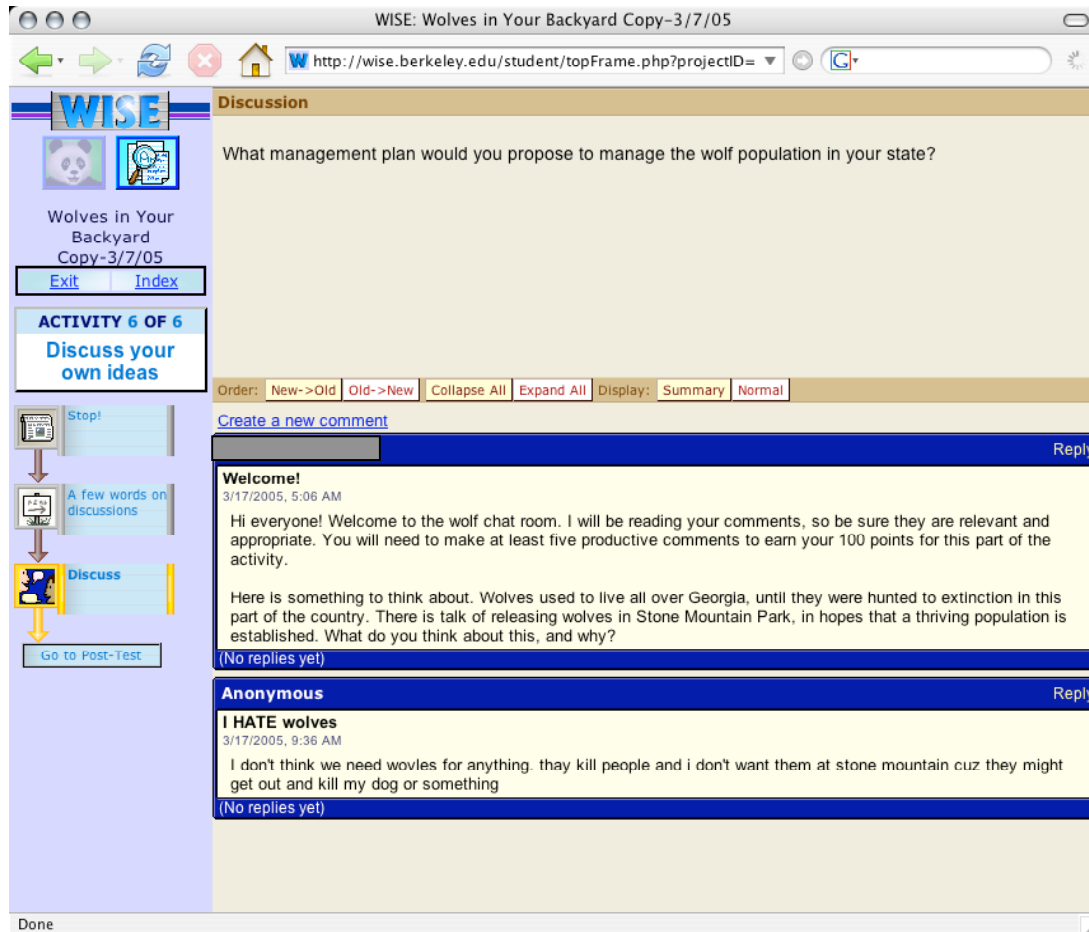 WISE: Wolves in Your Backyard Copy-3/7/05
http://wise.berkeley.edu/student/topFrame.php?projectID=
WISE
Wolves in Your
Backyard
Copy-3/7/05
Exit Index
ACTIVITY 6 OF 6
Discuss your
own ideas
Stop!
A few words on
discussions
Discuss
Go to Post-Test
Discussion
What management plan would you propose to manage the wolf population in your state?
Order: New->Old Old->New Collapse All Expand All Display: Summary Normal
Create a new comment
Reply
Welcome!
3/17/2005, 5:06 AM
Hi everyone! Welcome to the wolf chat room. I will be reading your comments, so be sure they are relevant and
appropriate. You will need to make at least five productive comments to earn your 100 points for this part of the
activity.
Here is something to think about. Wolves used to live all over Georgia, until they were hunted to extinction in this
part of the country. There is talk of releasing wolves in Stone Mountain Park, in hopes that a thriving population is
established. What do you think about this, and why?
(No replies yet)
Anonymous Reply
I HATE wolves
3/17/2005, 9:36 AM
I don't think we need wovles for anything. thay kill people and i don't want them at stone mountain cuz they might
get out and kill my dog or something
(No replies yet)
Done